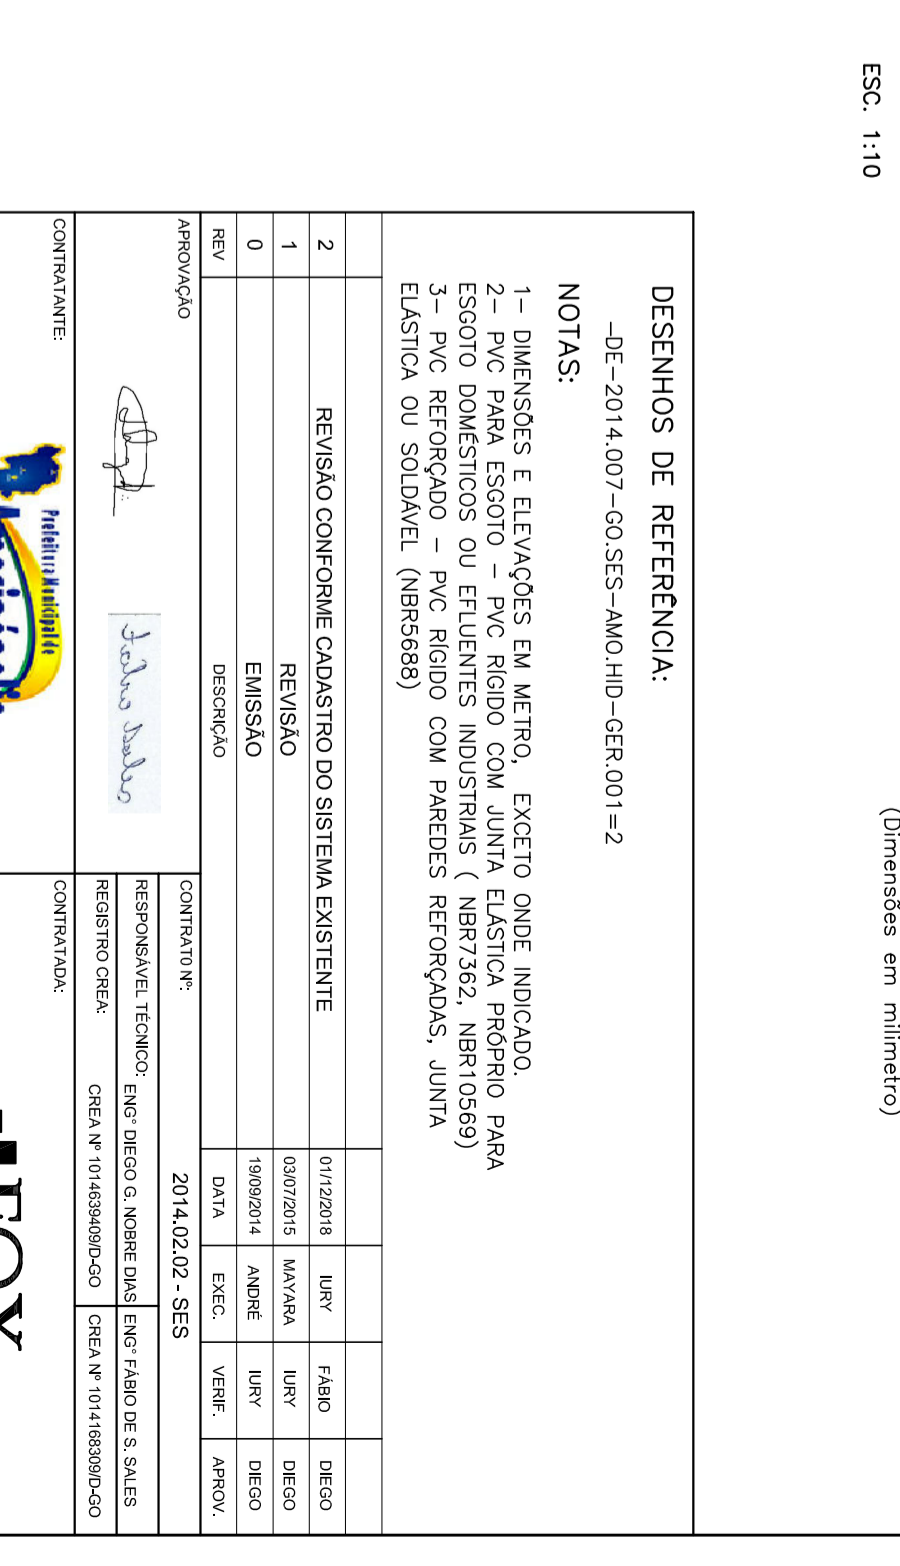 (Dimensões em milimetro)
ESC. 1:10
DESENHOS DE REFERÊNCIA:
-DE-2014.007-GO.SES-AMO.HID-GER.001=2
NOTAS:
1- DIMENSÕES E ELEVAÇÕES EM METRO, EXCETO ONDE INDICADO.
2- PVC PARA ESGOTO - PVC RÍGIDO COM JUNTA ELÁSTICA PRÓPRIO PARA
ESGOTO DOMÉSTICOS OU EFLUENTES INDUSTRIAIS ( NBR7362, NBR10569)
3- PVC REFORÇADO - PVC RÍGIDO COM PAREDES REFORÇADAS, JUNTA
ELÁSTICA OU SOLDÁVEL (NBR5688)
2 REVISÃO CONFORME CADASTRO DO SISTEMA EXISTENTE 01/12/2018 IURY FÁBIO DIEGO
1 REVISÃO 03/07/2015 MAYARA IURY DIEGO
0 EMISSÃO 19/09/2014 ANDRÉ IURY DIEGO
REV DESCRIÇÃO DATA EXEC. VERIF. APROV.
APROVAÇÃO
Fabio Sales
CONTRATO Nº: 2014.02.02 - SES
RESPONSÁVEL TÉCNICO: ENG° DIEGO G. NOBRE DIAS ENG° FÁBIO DE S. SALES
REGISTRO CREA: CREA Nº 1014639409/D-GO CREA Nº 1014168309/D-GO
CONTRATANTE:
Prefeitura Municipal de
CONTRATADA: